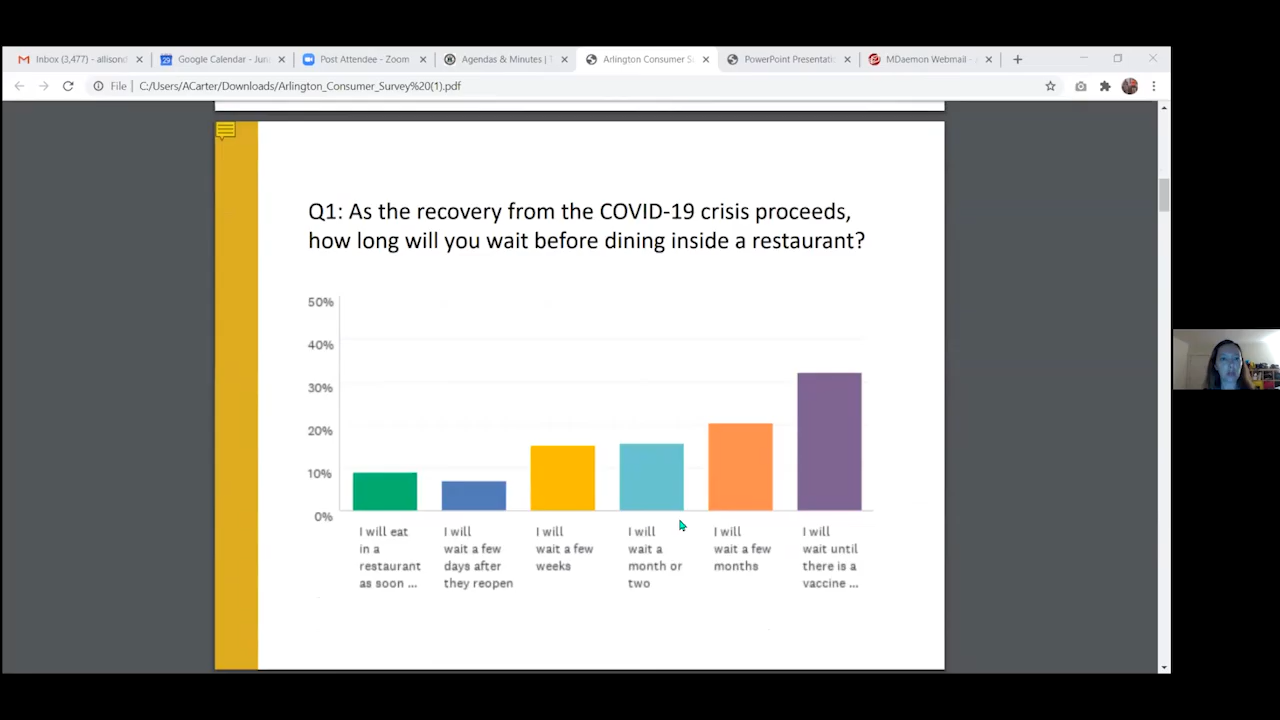 Inbox (3,477) - allisond
Google Calendar - Jun
Post Attendee - Zoom
Agendas & Minutes | T
Arlington Consumer S
PowerPoint Presentati
MDaemon Webmail -
File
C:/Users/ACarter/Downloads/Arlington_Consumer_Survey%20(1).pdf
Q1: As the recovery from the COVID-19 crisis proceeds,
how long will you wait before dining inside a restaurant?
50%
40%
30%
20%
10%
0%
I will eat
in a
restaurant
as soon ...
I will
wait a few
days after
they reopen
I will
wait a few
weeks
I will
wait a
month or
two
I will
wait a few
months
I will
wait until
there is a
vaccine ...